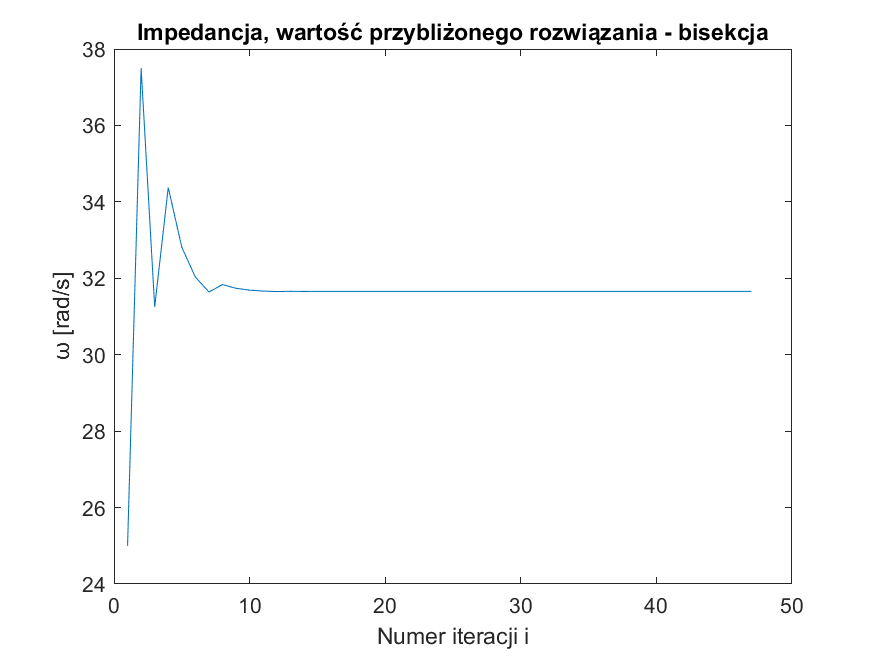 Impedancja, wartość przybliżonego rozwiązania - bisekcja
38
36
34
32
30
28
26
24
ω [rad/s]
0 10 20 30 40 50
Numer iteracji i